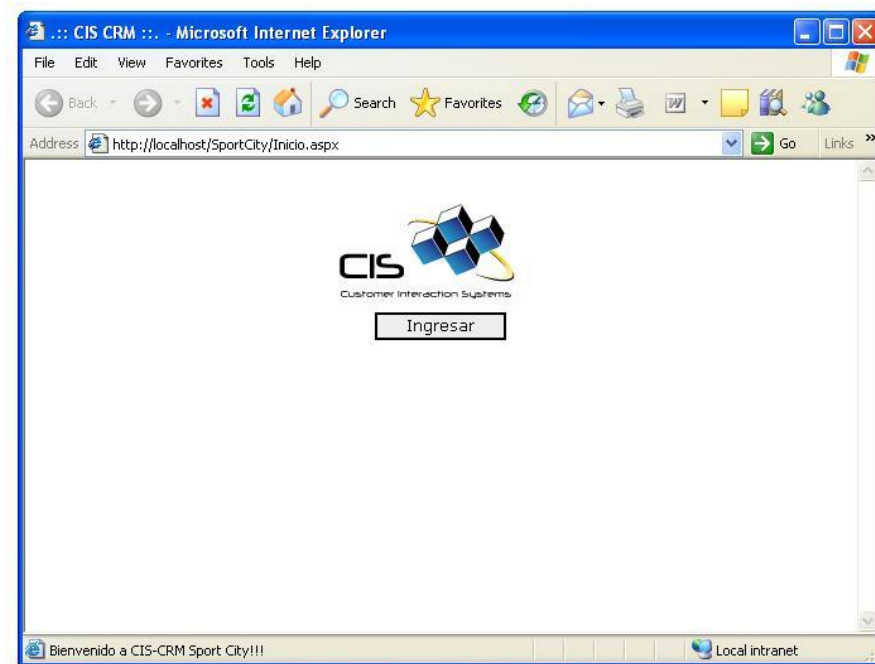 .:: CIS CRM ::. - Microsoft Internet Explorer
File Edit View Favorites Tools Help
Back Search Favorites
Address http://localhost/SportCity/Inicio.aspx Go Links »
CIS
Customer Interaction Systems
Ingresar
Bienvenido a CIS-CRM Sport City!!! Local intranet